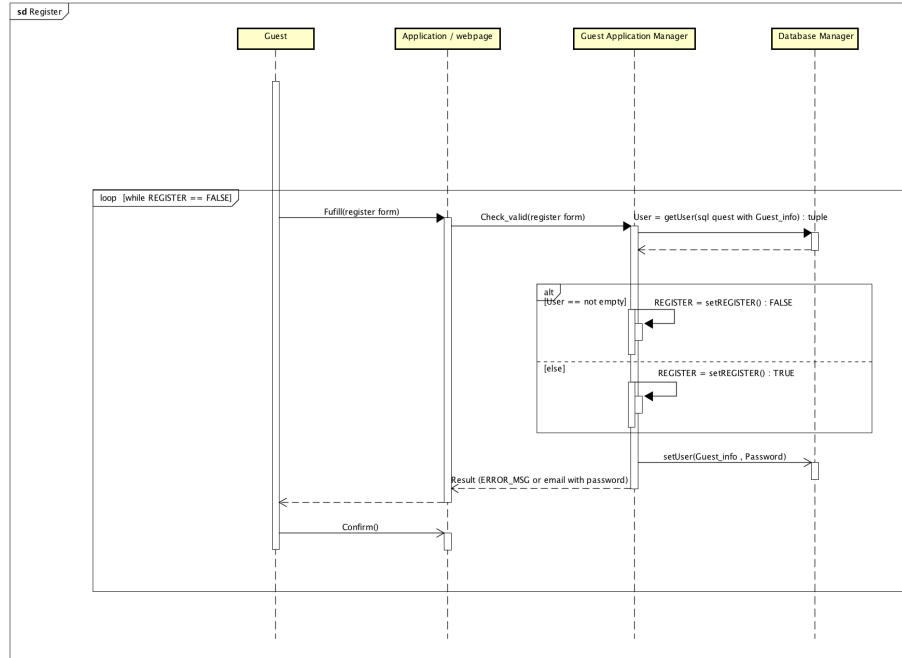 sd Register
Guest
Application / webpage
Guest Application Manager
Database Manager
loop [while REGISTER == FALSE]
Fufill(register form)
Check_valid(register form)
User = getUser(sql quest with Guest_info) : tuple
alt
[User == not empty]
REGISTER = setREGISTER() : FALSE
[else]
REGISTER = setREGISTER() : TRUE
setUser(Guest_info , Password)
Result (ERROR_MSG or email with password)
Confirm()